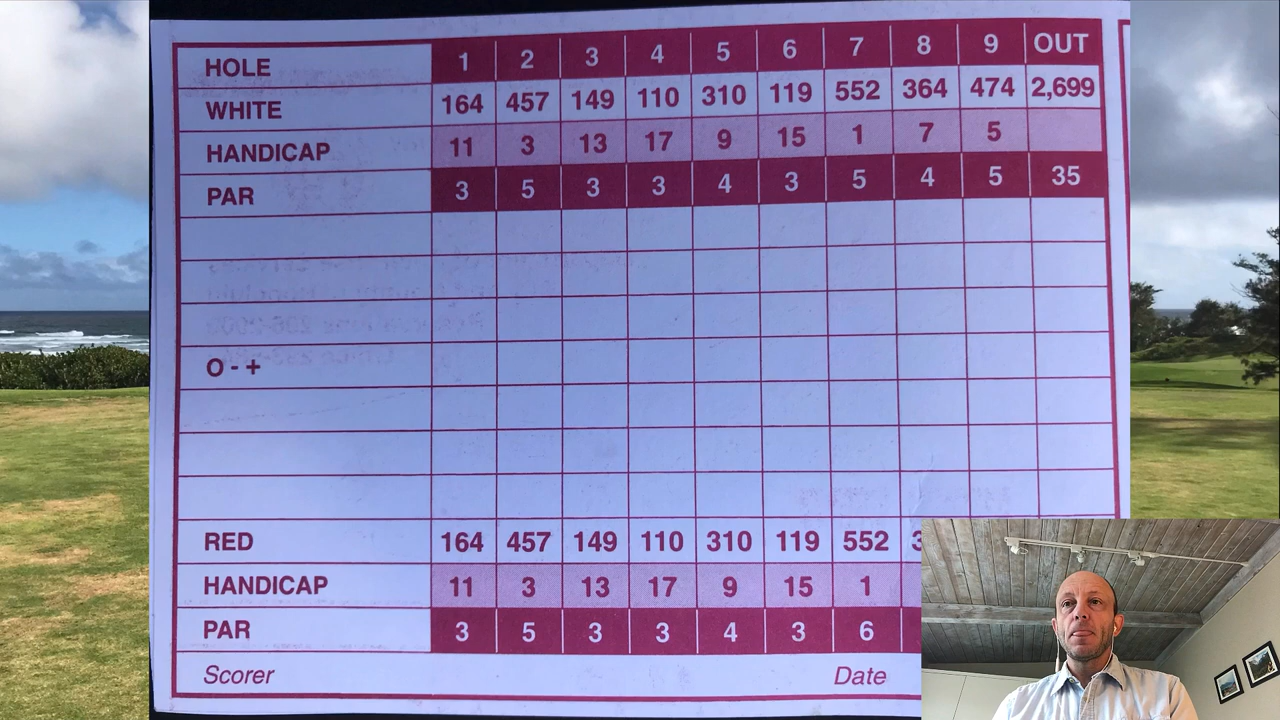 HOLE 1 2 3 4 5 6 7 8 9 OUT
WHITE 164 457 149 110 310 119 552 364 474 2,699
HANDICAP 11 3 13 17 9 15 1 7 5
PAR 3 5 3 3 4 3 5 4 5 35
O - +
RED 164 457 149 110 310 119 552 3
HANDICAP 11 3 13 17 9 15 1
PAR 3 5 3 3 4 3 6
Scorer Date